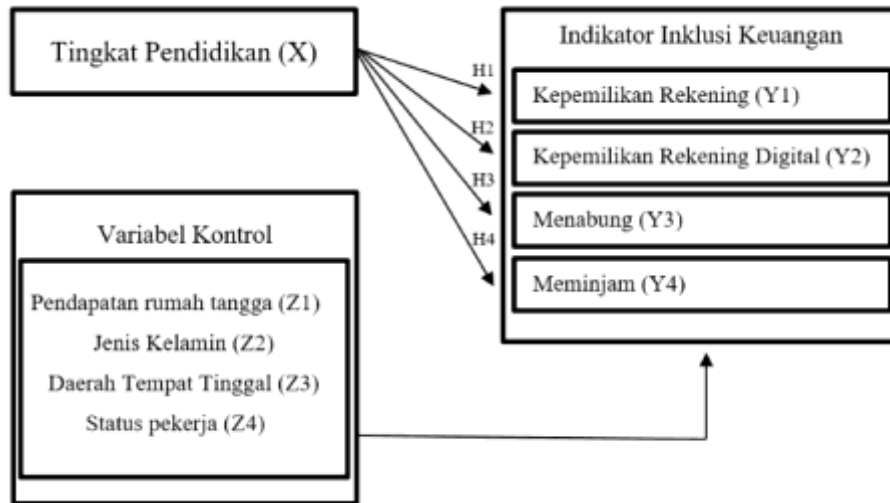 Tingkat Pendidikan (X)
Indikator Inklusi Keuangan
H1
Kepemilikan Rekening (Y1)
H2
Kepemilikan Rekening Digital (Y2)
H3
Menabung (Y3)
H4
Meminjam (Y4)
Variabel Kontrol
Pendapatan rumah tangga (Z1)
Jenis Kelamin (Z2)
Daerah Tempat Tinggal (Z3)
Status pekerja (Z4)